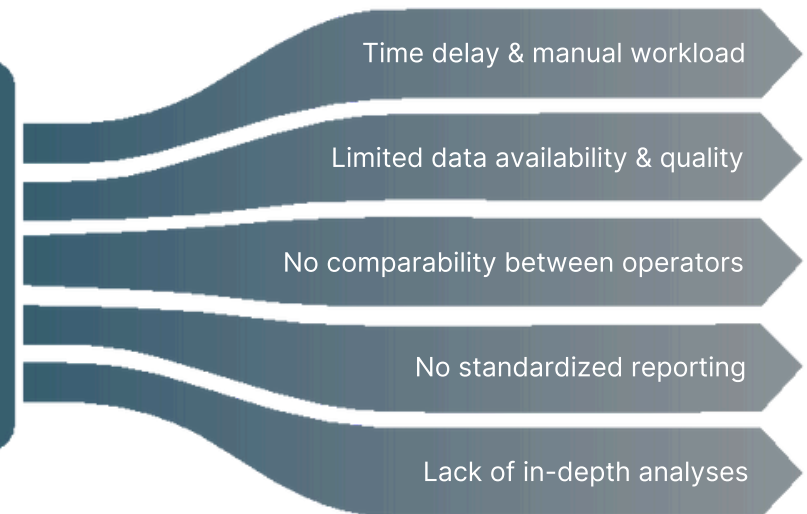 Time delay & manual workload
Limited data availability & quality
No comparability between operators
No standardized reporting
Lack of in-depth analyses